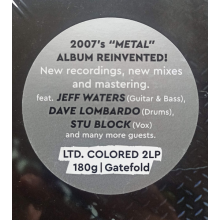 2007's "METAL"
ALBUM REINVENTED!
New recordings, new mixes
and mastering.
feat. JEFF WATERS (Guitar & Bass),
DAVE LOMBARDO (Drums),
STU BLOCK (Vox)
and many more guests.
LTD. COLORED 2LP
180g | Gatefold